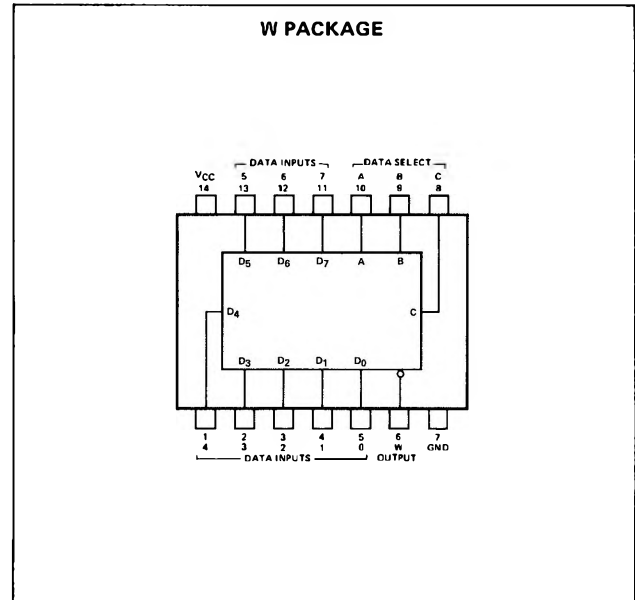 W PACKAGE
DATA INPUTS DATA SELECT
VCC 5 6 7 A B C
14 13 12 11 10 9 8
D5 D6 D7 A B
D4 C
D3 D2 D1 D0
1 2 3 4 5 6 7
4 3 2 1 0 W GND
DATA INPUTS OUTPUT